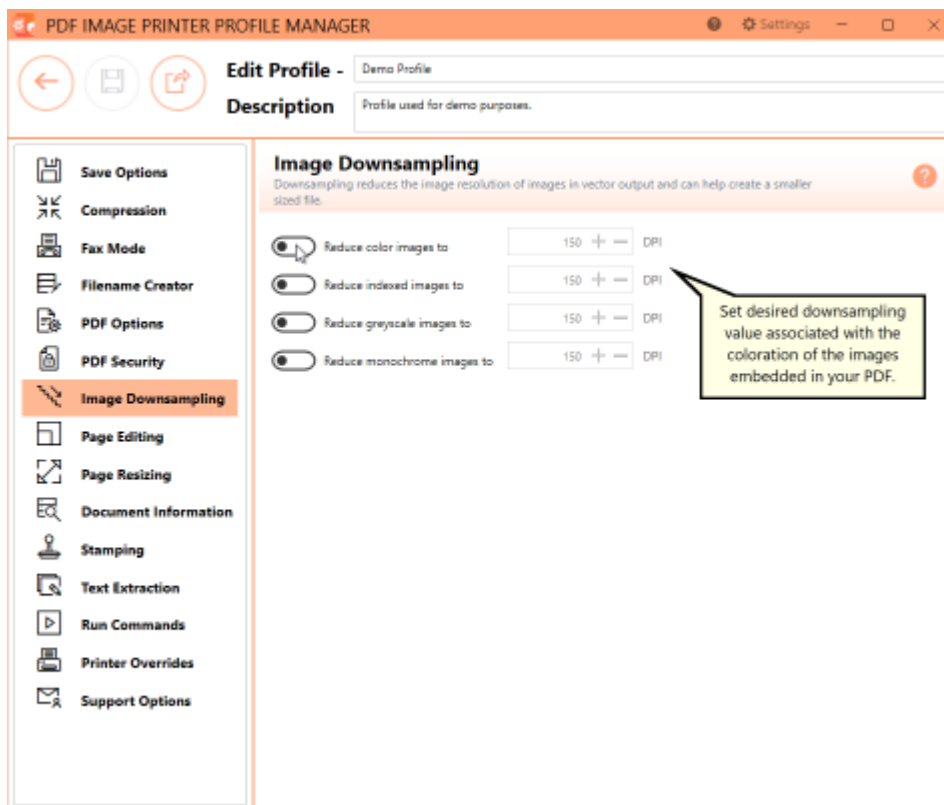 PDF IMAGE PRINTER PROFILE MANAGER
Settings
Edit Profile -
Demo Profile
Description
Profile used for demo purposes.
Save Options
Compression
Fax Mode
Filename Creator
PDF Options
PDF Security
Image Downsampling
Page Editing
Page Resizing
Document Information
Stamping
Text Extraction
Run Commands
Printer Overrides
Support Options
Image Downsampling
Downsampling reduces the image resolution of images in vector output and can help create a smaller
sized file.
Reduce color images to 150 DPI
Reduce indexed images to 150 DPI
Reduce greyscale images to 150 DPI
Reduce monochrome images to 150 DPI
Set desired downsampling
value associated with the
coloration of the images
embedded in your PDF.